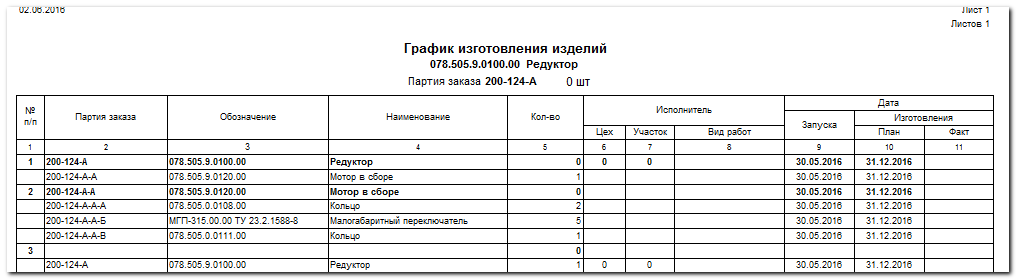 02.06.2016 Лист 1
Листов 1
График изготовления изделий
078.505.9.0100.00 Редуктор
Партия заказа 200-124-А 0 шт
№ п/п Партия заказа Обозначение Наименование Кол-во Исполнитель Дата
Цех Участок Вид работ Запуска Изготовления
План Факт
1 2 3 4 5 6 7 8 9 10 11
1 200-124-А 078.505.9.0100.00 Редуктор 0 0 0 30.05.2016 31.12.2016
200-124-А-А 078.505.9.0120.00 Мотор в сборе 1 30.05.2016 31.12.2016
2 200-124-А-А 078.505.9.0120.00 Мотор в сборе 0 30.05.2016 31.12.2016
200-124-А-А-А 078.505.0.0108.00 Кольцо 2 30.05.2016 31.12.2016
200-124-А-А-Б МГП-315.00.00 ТУ 23.2.1588-8 Малогабаритный переключатель 5 30.05.2016 31.12.2016
200-124-А-А-В 078.505.0.0111.00 Кольцо 1 30.05.2016 31.12.2016
3 0
200-124-А 078.505.9.0100.00 Редуктор 1 0 0 30.05.2016 31.12.2016